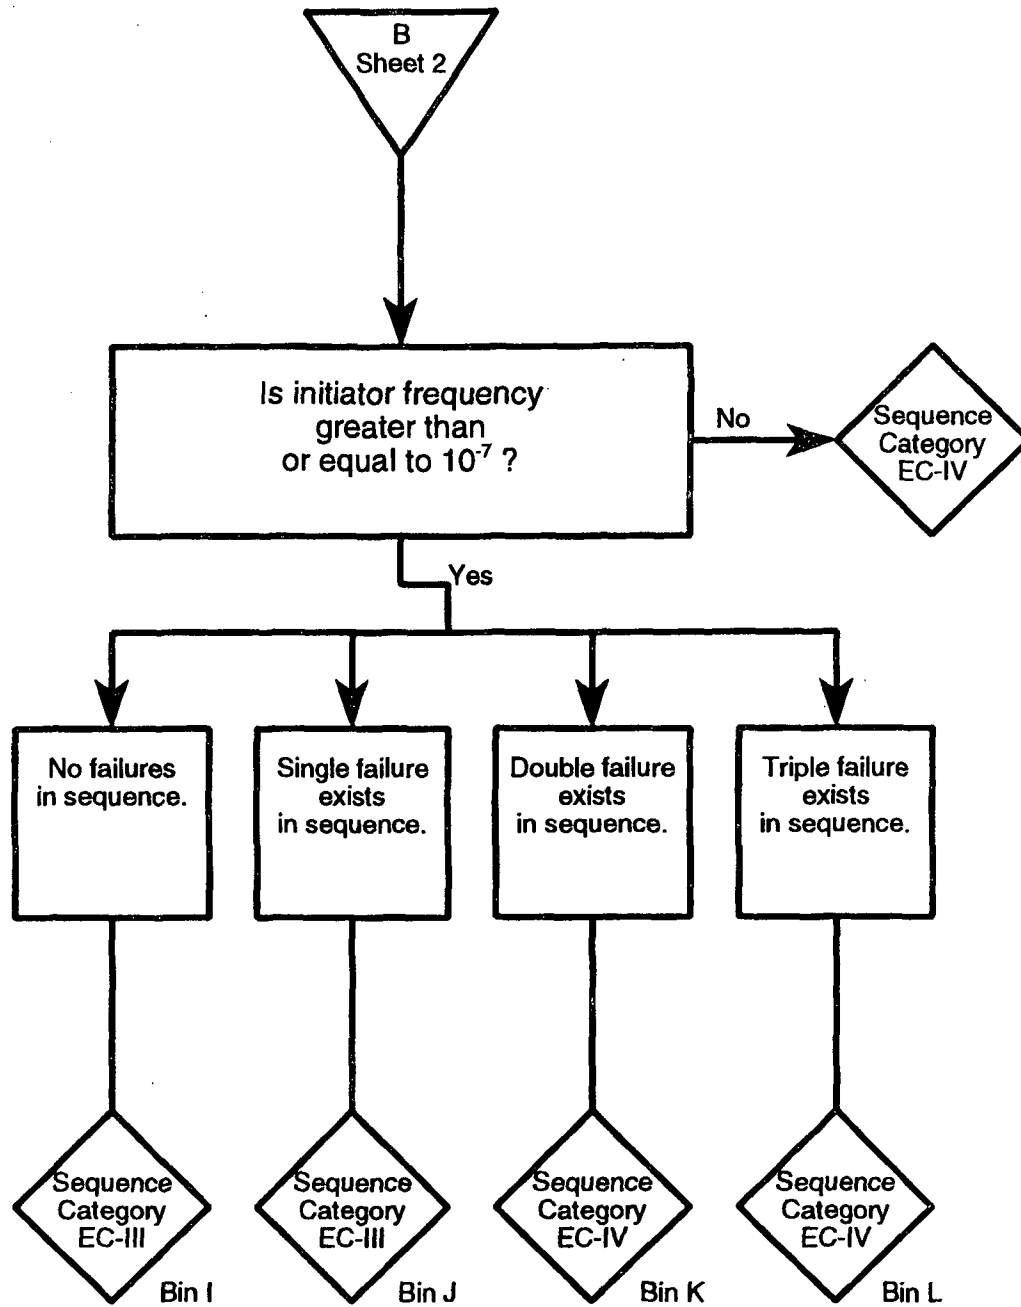 B
Sheet 2
Is initiator frequency
greater than
or equal to 10⁻⁷ ?
No
Sequence
Category
EC-IV
Yes
No failures
in sequence.
Single failure
exists
in sequence.
Double failure
exists
in sequence.
Triple failure
exists
in sequence.
Sequence
Category
EC-III
Bin I
Sequence
Category
EC-III
Bin J
Sequence
Category
EC-IV
Bin K
Sequence
Category
EC-IV
Bin L